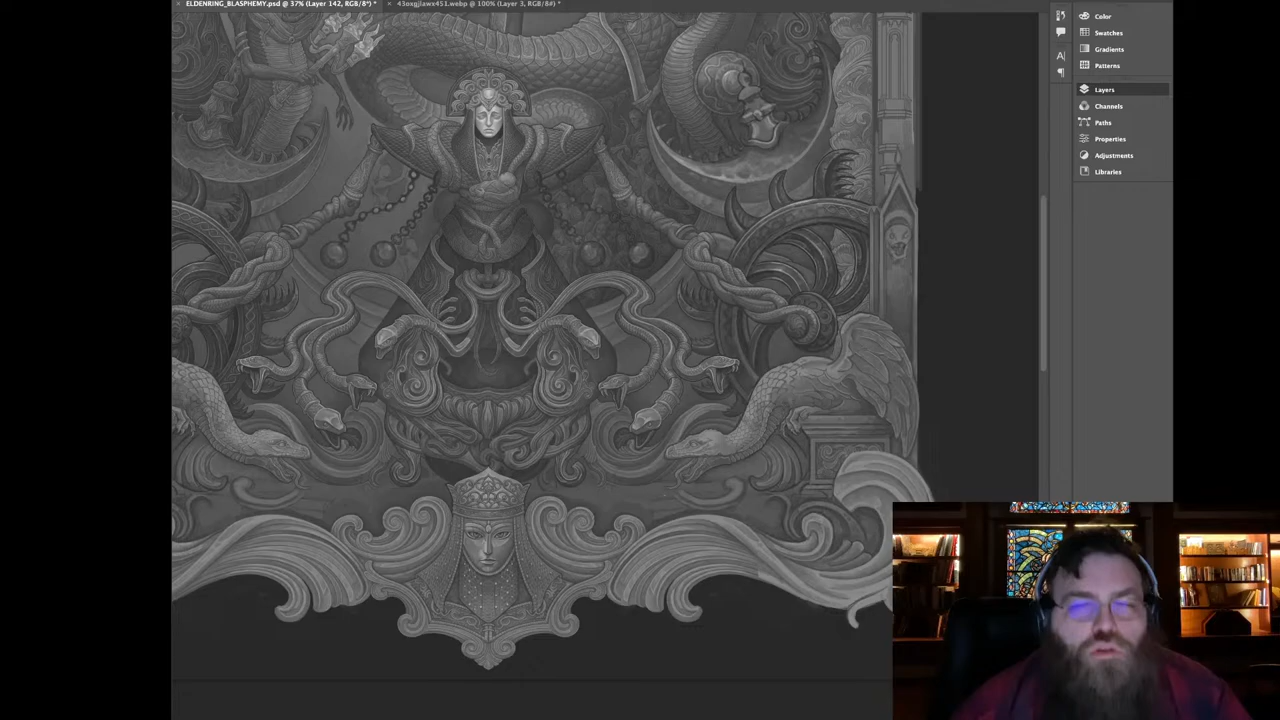 ELDENRING_BLASPHEMY.psd @ 37% (Layer 142, RGB/8*) *
43oxgjlawx451.webp @ 100% (Layer 3, RGB/8#) *
Color
Swatches
Gradients
Patterns
Layers
Channels
Paths
Properties
Adjustments
Libraries